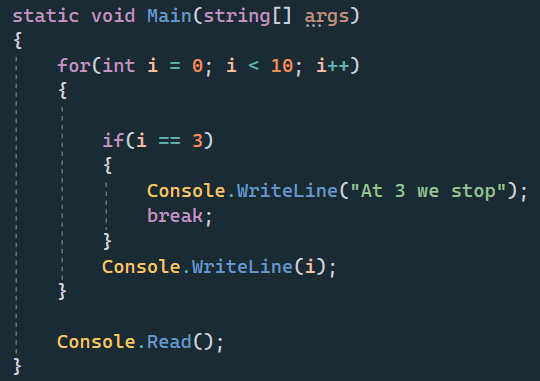 static void Main(string[] args)
{
    for(int i = 0; i < 10; i++)
    {

        if(i == 3)
        {
            Console.WriteLine("At 3 we stop");
            break;
        }
        Console.WriteLine(i);
    }

    Console.Read();
}